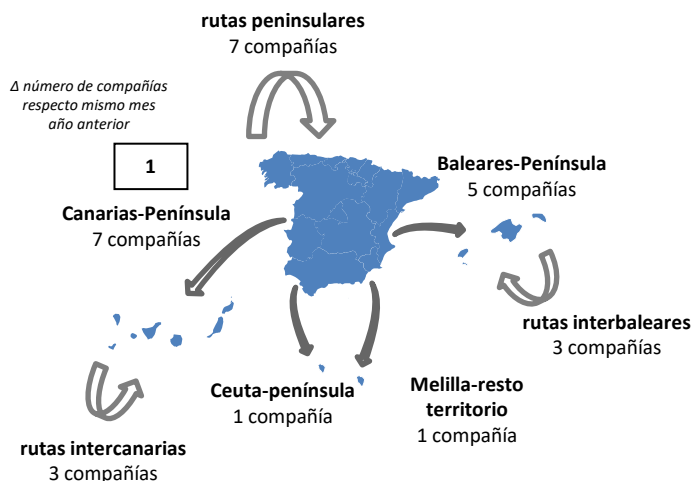 rutas peninsulares
7 compañías
Δ número de compañías
respecto mismo mes
año anterior
1
Baleares-Península
5 compañías
Canarias-Península
7 compañías
rutas interbaleares
3 compañías
Ceuta-península
1 compañía
Melilla-resto
territorio
1 compañía
rutas intercanarias
3 compañías